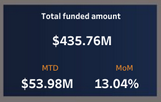 Total funded amount
$435.76M
MTD MoM
$53.98M 13.04%